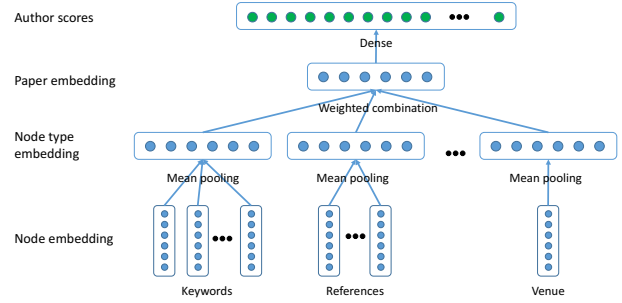 Author scores
Dense
Paper embedding
Weighted combination
Node type
embedding
Mean pooling Mean pooling Mean pooling
Node embedding
Keywords References Venue